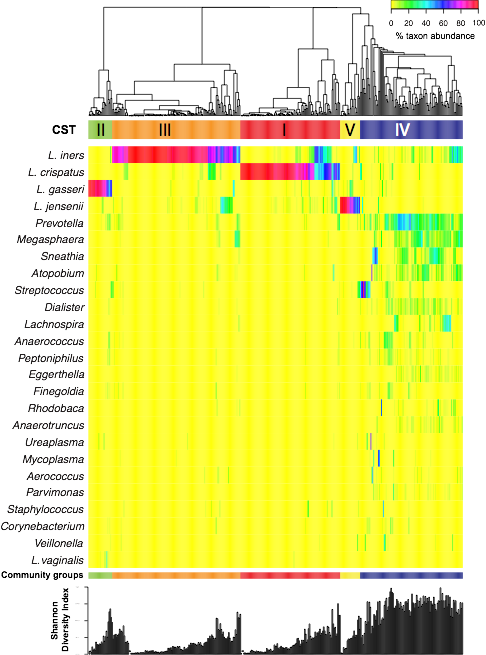 0 20 40 60 80 100
% taxon abundance
CST II III I V IV
L. iners
L. crispatus
L. gasseri
L. jensenii
Prevotella
Megasphaera
Sneathia
Atopobium
Streptococcus
Dialister
Lachnospira
Anaerococcus
Peptoniphilus
Eggerthella
Finegoldia
Rhodobaca
Anaerotruncus
Ureaplasma
Mycoplasma
Aerococcus
Parvimonas
Staphylococcus
Corynebacterium
Veillonella
L.vaginalis
Community groups
Shannon
Diversity Index